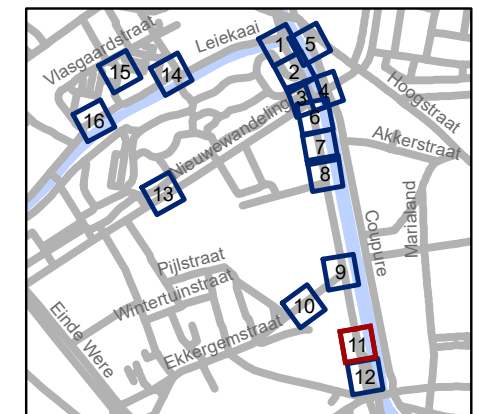 Vlasgaardstraat
Leiekaai
1
5
2
15
14
3
4
16
6
Hoogstraat
Nieuwewandeling
7
Akkerstraat
8
13
Marialand
Coupure
Pijlstraat
9
Wintertuinstraat
10
Einde Were
Ekkergemstraat
11
12